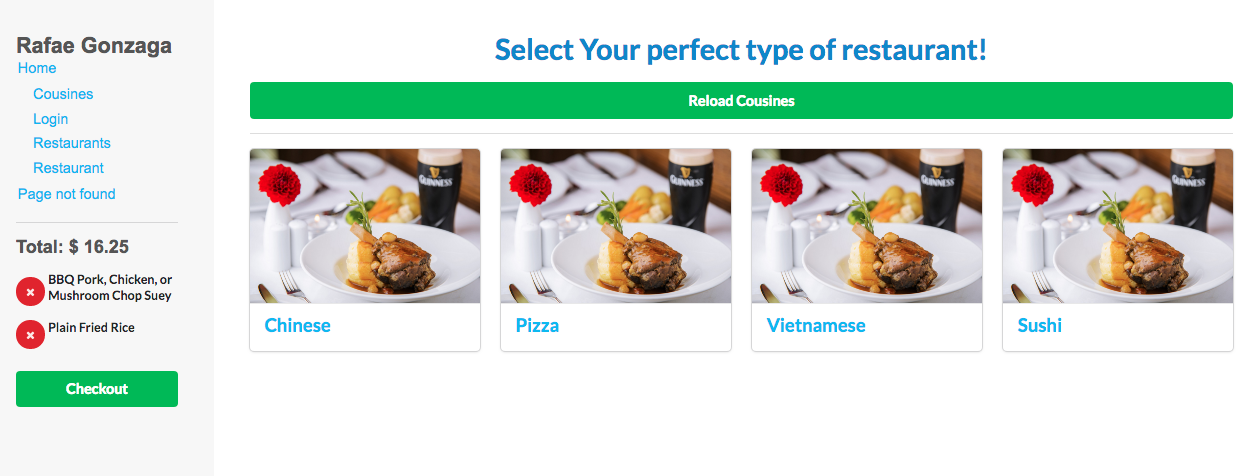 Rafae Gonzaga
Home
Cousines
Login
Restaurants
Restaurant
Page not found
Total: $ 16.25
×
BBQ Pork, Chicken, or
Mushroom Chop Suey
×
Plain Fried Rice
Checkout
Select Your perfect type of restaurant!
Reload Cousines
GUINNESS
Chinese
GUINNESS
Pizza
GUINNESS
Vietnamese
GUINNESS
Sushi